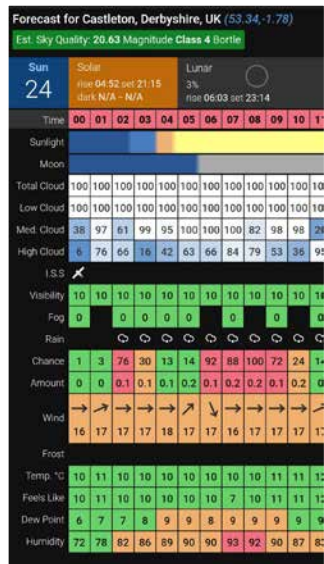 Forecast for Castleton, Derbyshire, UK (53.34,-1.78)
Est. Sky Quality: 20.63 Magnitude Class 4 Bortle
Sun
24
Solar
rise 04:52 set 21:15
dark N/A - N/A
Lunar
3%
rise 06:03 set 23:14
Time 00 01 02 03 04 05 06 07 08 09 10 11
Sunlight
Moon
Total Cloud 100 100 100 100 100 100 100 100 100 100 100 100
Low Cloud 100 100 100 100 100 100 100 100 100 100 100 100
Med. Cloud 38 97 61 99 95 100 100 100 82 98 98
High Cloud 6 76 66 16 42 63 66 84 79 53 36 95
I.S.S
Visibility 10 10 10 10 10 10 10 10 10 10 10 10
Fog 0 0 0 0 0 0 0 0
Rain
Chance 1 3 76 30 13 14 92 88 100 72 24
Amount 0 0 0.1 0.1 0.1 0.2 0.1 0.2 0.2 0.1 0.2
Wind
16 17 17 17 18 17 17 16 17 17 17
Frost
Temp. °C 10 11 10 10 10 10 10 10 10 11 11
Feels Like 10 11 10 10 10 10 10 7 10 11 11
Dew Point 6 7 7 8 9 9 8 9 9 9 9
Humidity 72 78 82 86 89 90 90 93 92 90 87